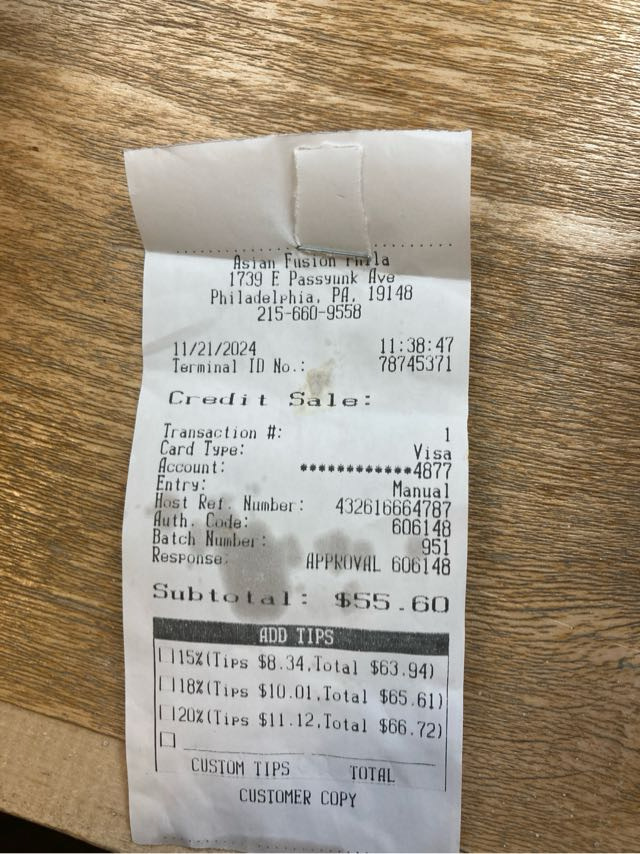 Asian Fusion Phila
1739 E Passyunk Ave
Philadelphia, PA, 19148
215-660-9558
11/21/2024 11:38:47
Terminal ID No.: 78745371
Credit Sale:
Transaction #: 1
Card Type: Visa
Account: ************4877
Entry: Manual
Host Ref. Number: 432616664787
Auth. Code: 606148
Batch Number: 951
Response: APPROVAL 606148
Subtotal: $55.60
ADD TIPS
☐15%(Tips $8.34,Total $63.94)
☐18%(Tips $10.01,Total $65.61)
☐20%(Tips $11.12,Total $66.72)
☐
CUSTOM TIPS TOTAL
CUSTOMER COPY